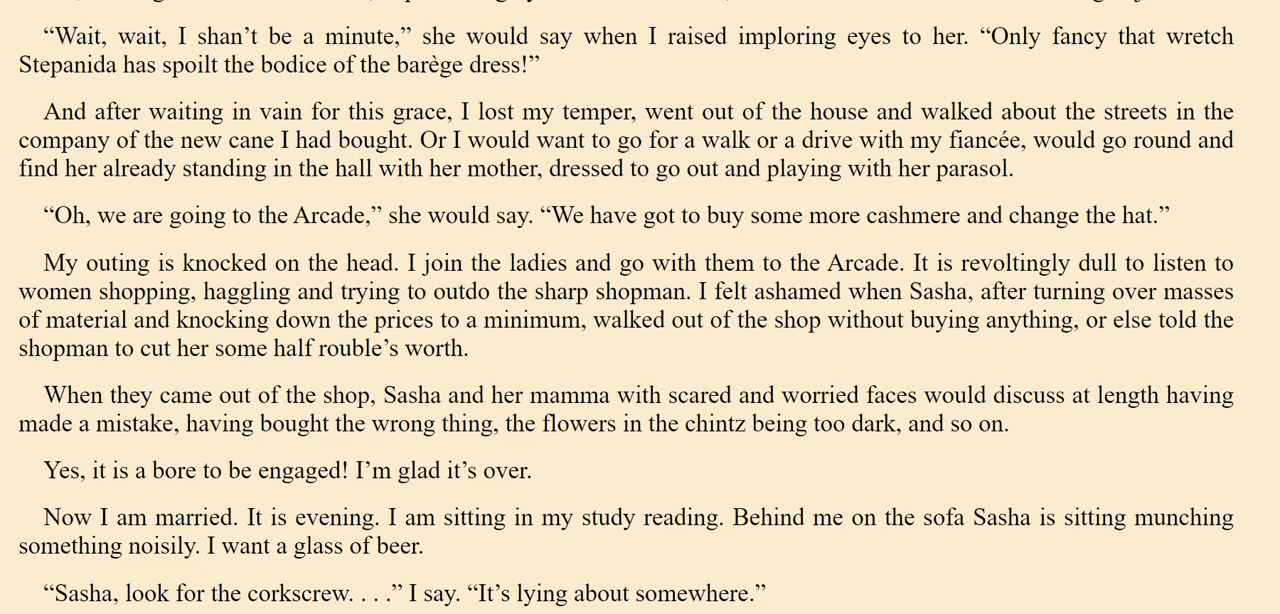 “Wait, wait, I shan’t be a minute,” she would say when I raised imploring eyes to her. “Only fancy that wretch
Stepanida has spoilt the bodice of the barège dress!”
And after waiting in vain for this grace, I lost my temper, went out of the house and walked about the streets in the
company of the new cane I had bought. Or I would want to go for a walk or a drive with my fiancée, would go round and
find her already standing in the hall with her mother, dressed to go out and playing with her parasol.
“Oh, we are going to the Arcade,” she would say. “We have got to buy some more cashmere and change the hat.”
My outing is knocked on the head. I join the ladies and go with them to the Arcade. It is revoltingly dull to listen to
women shopping, haggling and trying to outdo the sharp shopman. I felt ashamed when Sasha, after turning over masses
of material and knocking down the prices to a minimum, walked out of the shop without buying anything, or else told the
shopman to cut her some half rouble’s worth.
When they came out of the shop, Sasha and her mamma with scared and worried faces would discuss at length having
made a mistake, having bought the wrong thing, the flowers in the chintz being too dark, and so on.
Yes, it is a bore to be engaged! I’m glad it’s over.
Now I am married. It is evening. I am sitting in my study reading. Behind me on the sofa Sasha is sitting munching
something noisily. I want a glass of beer.
“Sasha, look for the corkscrew. . . .” I say. “It’s lying about somewhere.”